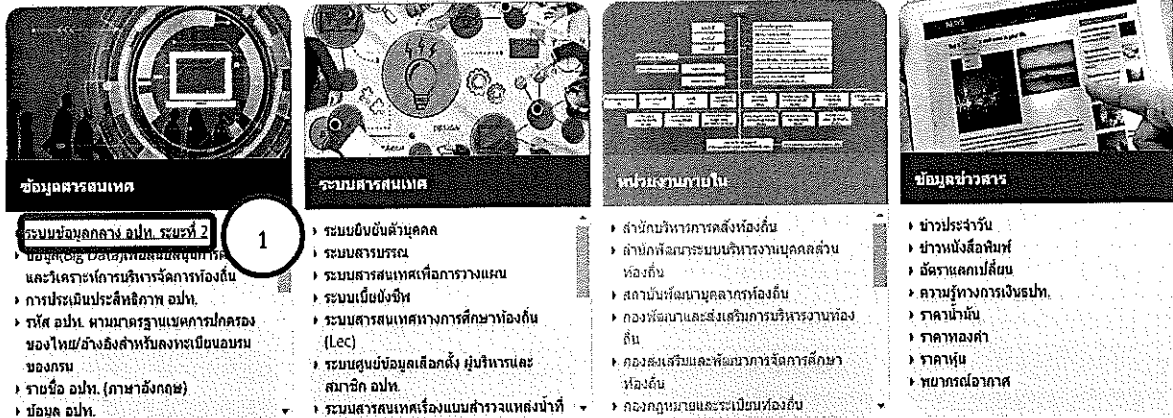 ข้อมูลสารสนเทศ
ระบบข้อมูลกลาง อปท. ระยะที่ 2
1
และวิเคราะห์การบริหารจัดการท้องถิ่น
การประเมินประสิทธิภาพ อปท.
รหัส อปท. ตามมาตรฐานเขตการปกครอง
ของไทย/อ้างอิงสำหรับลงทะเบียนอบรม
ของกรม
รายชื่อ อปท. (ภาษาอังกฤษ)
ข้อมูล อปท.
ระบบสารสนเทศ
ระบบยืนยันตัวบุคคล
ระบบสารบรรณ
ระบบสารสนเทศเพื่อการวางแผน
ระบบเบี้ยยังชีพ
ระบบสารสนเทศทางการศึกษาท้องถิ่น
(Lec)
ระบบศูนย์ข้อมูลเลือกตั้ง ผู้บริหารและ
สมาชิก อปท.
ระบบสารสนเทศเรื่องแบบสำรวจแหล่งน้ำที่
หน่วยงานภายใน
สำนักบริหารการคลังท้องถิ่น
สำนักพัฒนาระบบบริหารงานบุคคลส่วน
ท้องถิ่น
สถาบันพัฒนาบุคลากรท้องถิ่น
กองพัฒนาและส่งเสริมการบริหารงานท้อง
ถิ่น
กองส่งเสริมและพัฒนาการจัดการศึกษา
ท้องถิ่น
กองกฎหมายและระเบียบท้องถิ่น
ข้อมูลข่าวสาร
ข่าวประจำวัน
ข่าวหนังสือพิมพ์
อัตราแลกเปลี่ยน
ความรู้ทางการเงินธปท.
ราคาน้ำมัน
ราคาทองคำ
ราคาหุ้น
พยากรณ์อากาศ